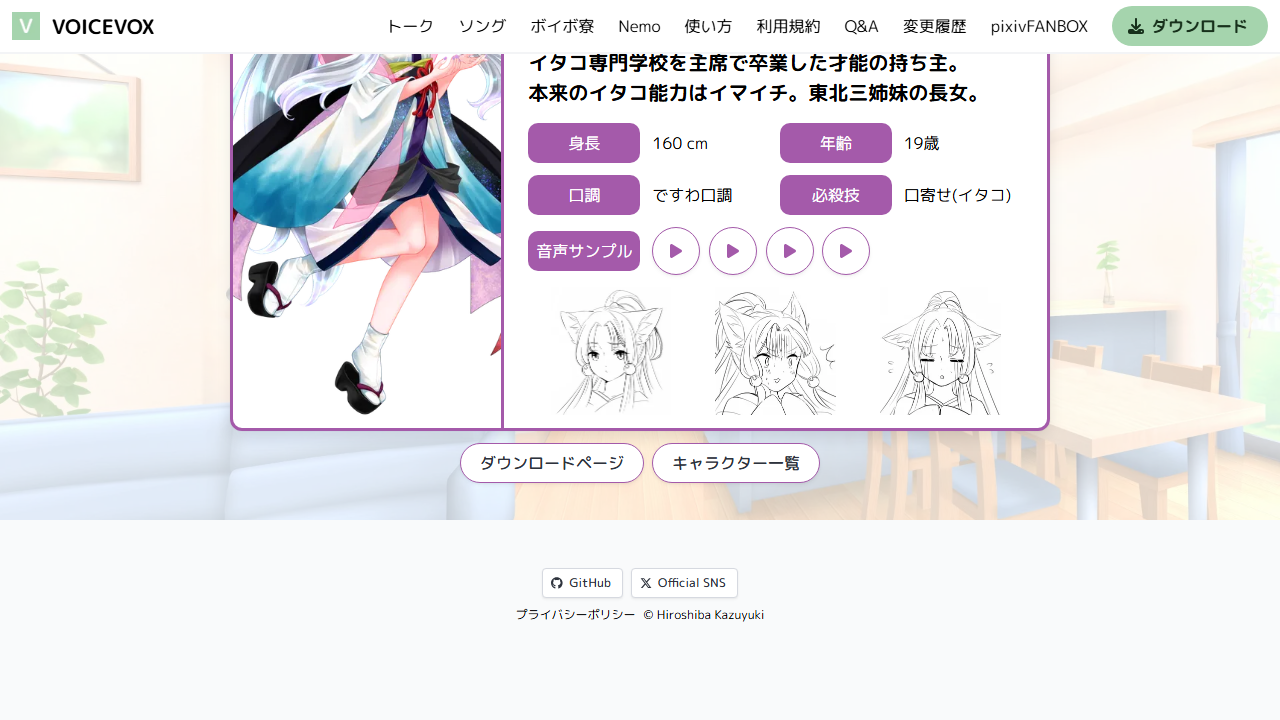 V VOICEVOX トーク ソング ボイボ寮 Nemo 使い方 利用規約 Q&A 変更履歴 pixivFANBOX ダウンロード
イタコ専門学校を主席で卒業した才能の持ち主。
本来のイタコ能力はイマイチ。東北三姉妹の長女。
身長 160 cm 年齢 19歳
口調 ですわ口調 必殺技 口寄せ(イタコ)
音声サンプル
ダウンロードページ キャラクター一覧
GitHub Official SNS
プライバシーポリシー © Hiroshiba Kazuyuki